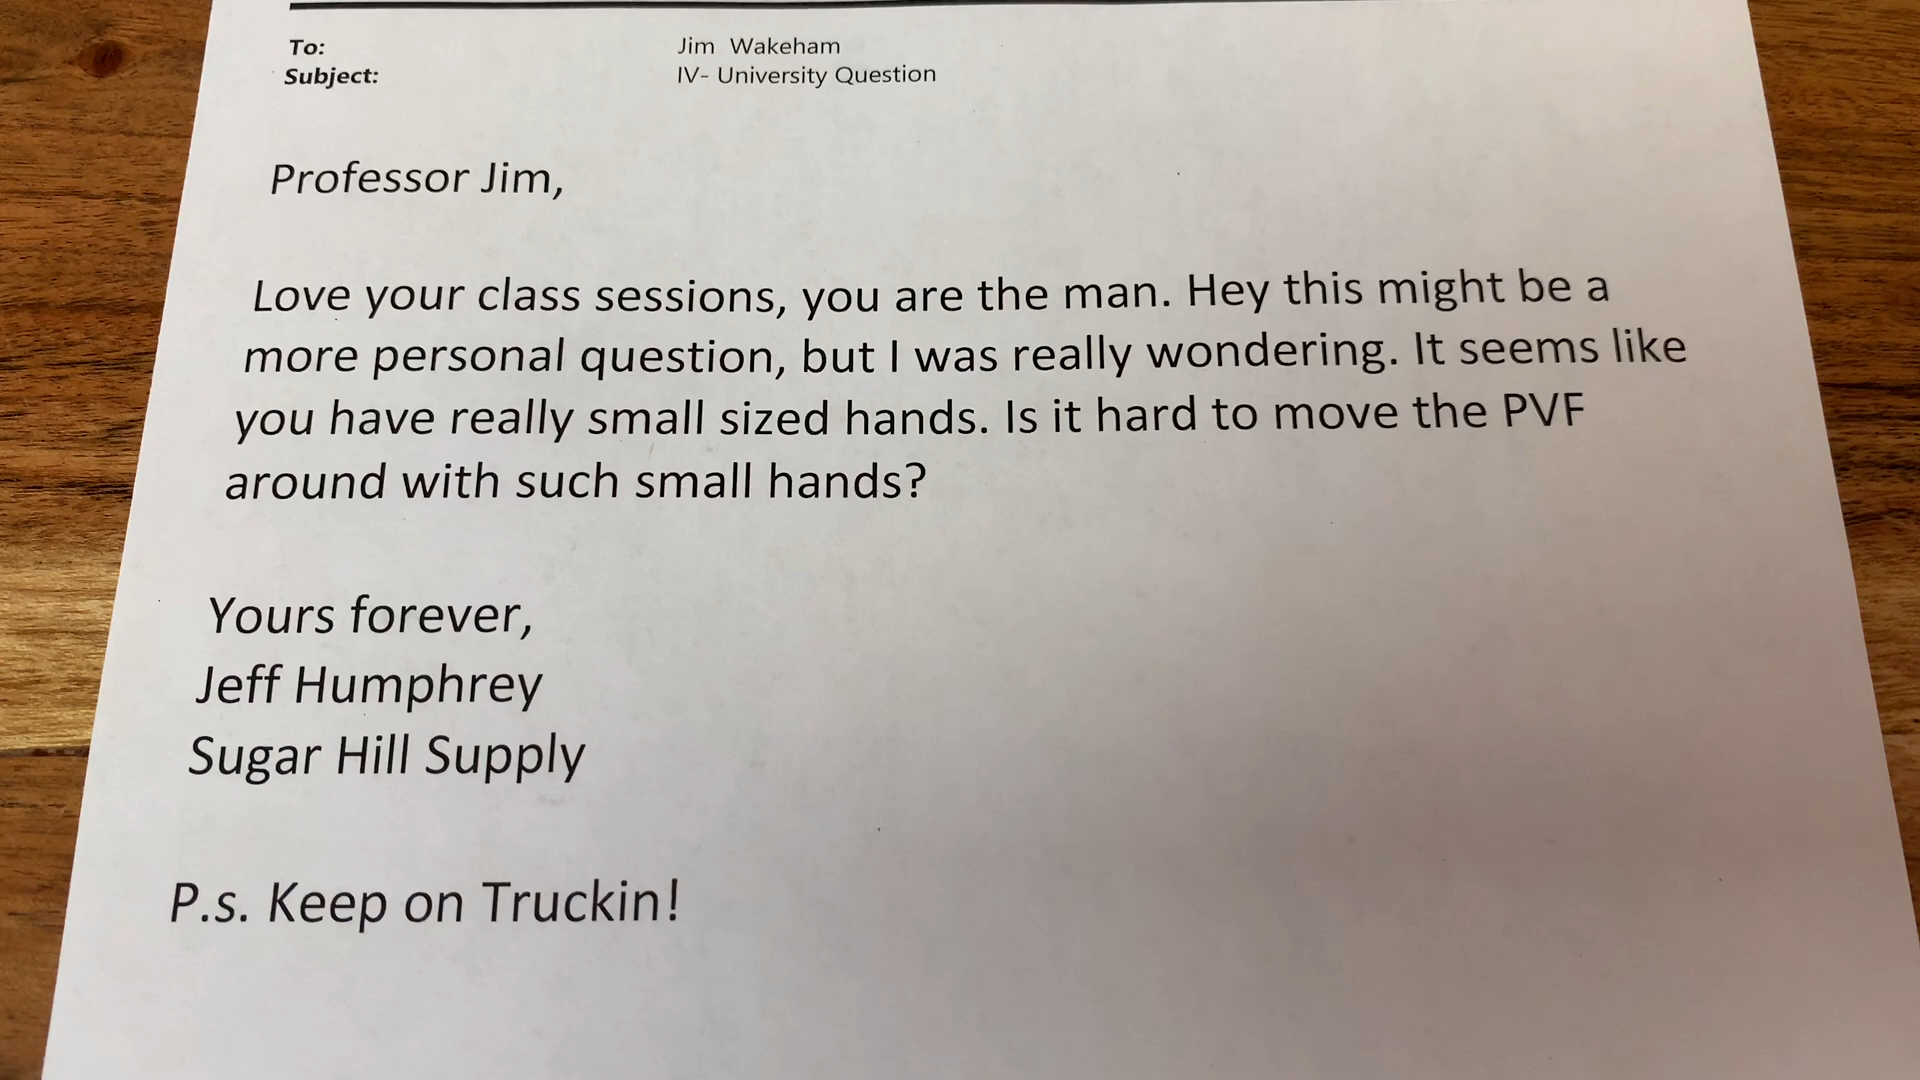 To: Jim Wakeham
Subject: IV- University Question
Professor Jim,
Love your class sessions, you are the man. Hey this might be a
more personal question, but I was really wondering. It seems like
you have really small sized hands. Is it hard to move the PVF
around with such small hands?
Yours forever,
Jeff Humphrey
Sugar Hill Supply
P.s. Keep on Truckin!